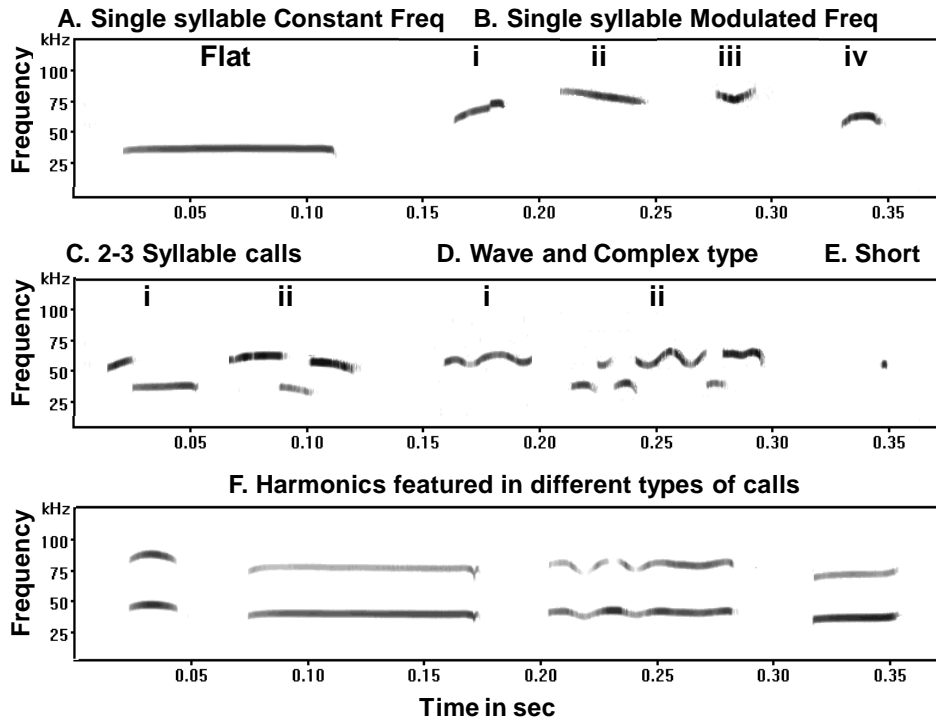 A. Single syllable Constant Freq B. Single syllable Modulated Freq
kHz
Flat i ii iii iv
100
75
50
25
Frequency
0.05 0.10 0.15 0.20 0.25 0.30 0.35
C. 2-3 Syllable calls D. Wave and Complex type E. Short
kHz
i ii i ii
100
75
50
25
Frequency
0.05 0.10 0.15 0.20 0.25 0.30 0.35
F. Harmonics featured in different types of calls
kHz
100
75
50
25
Frequency
0.05 0.10 0.15 0.20 0.25 0.30 0.35
Time in sec